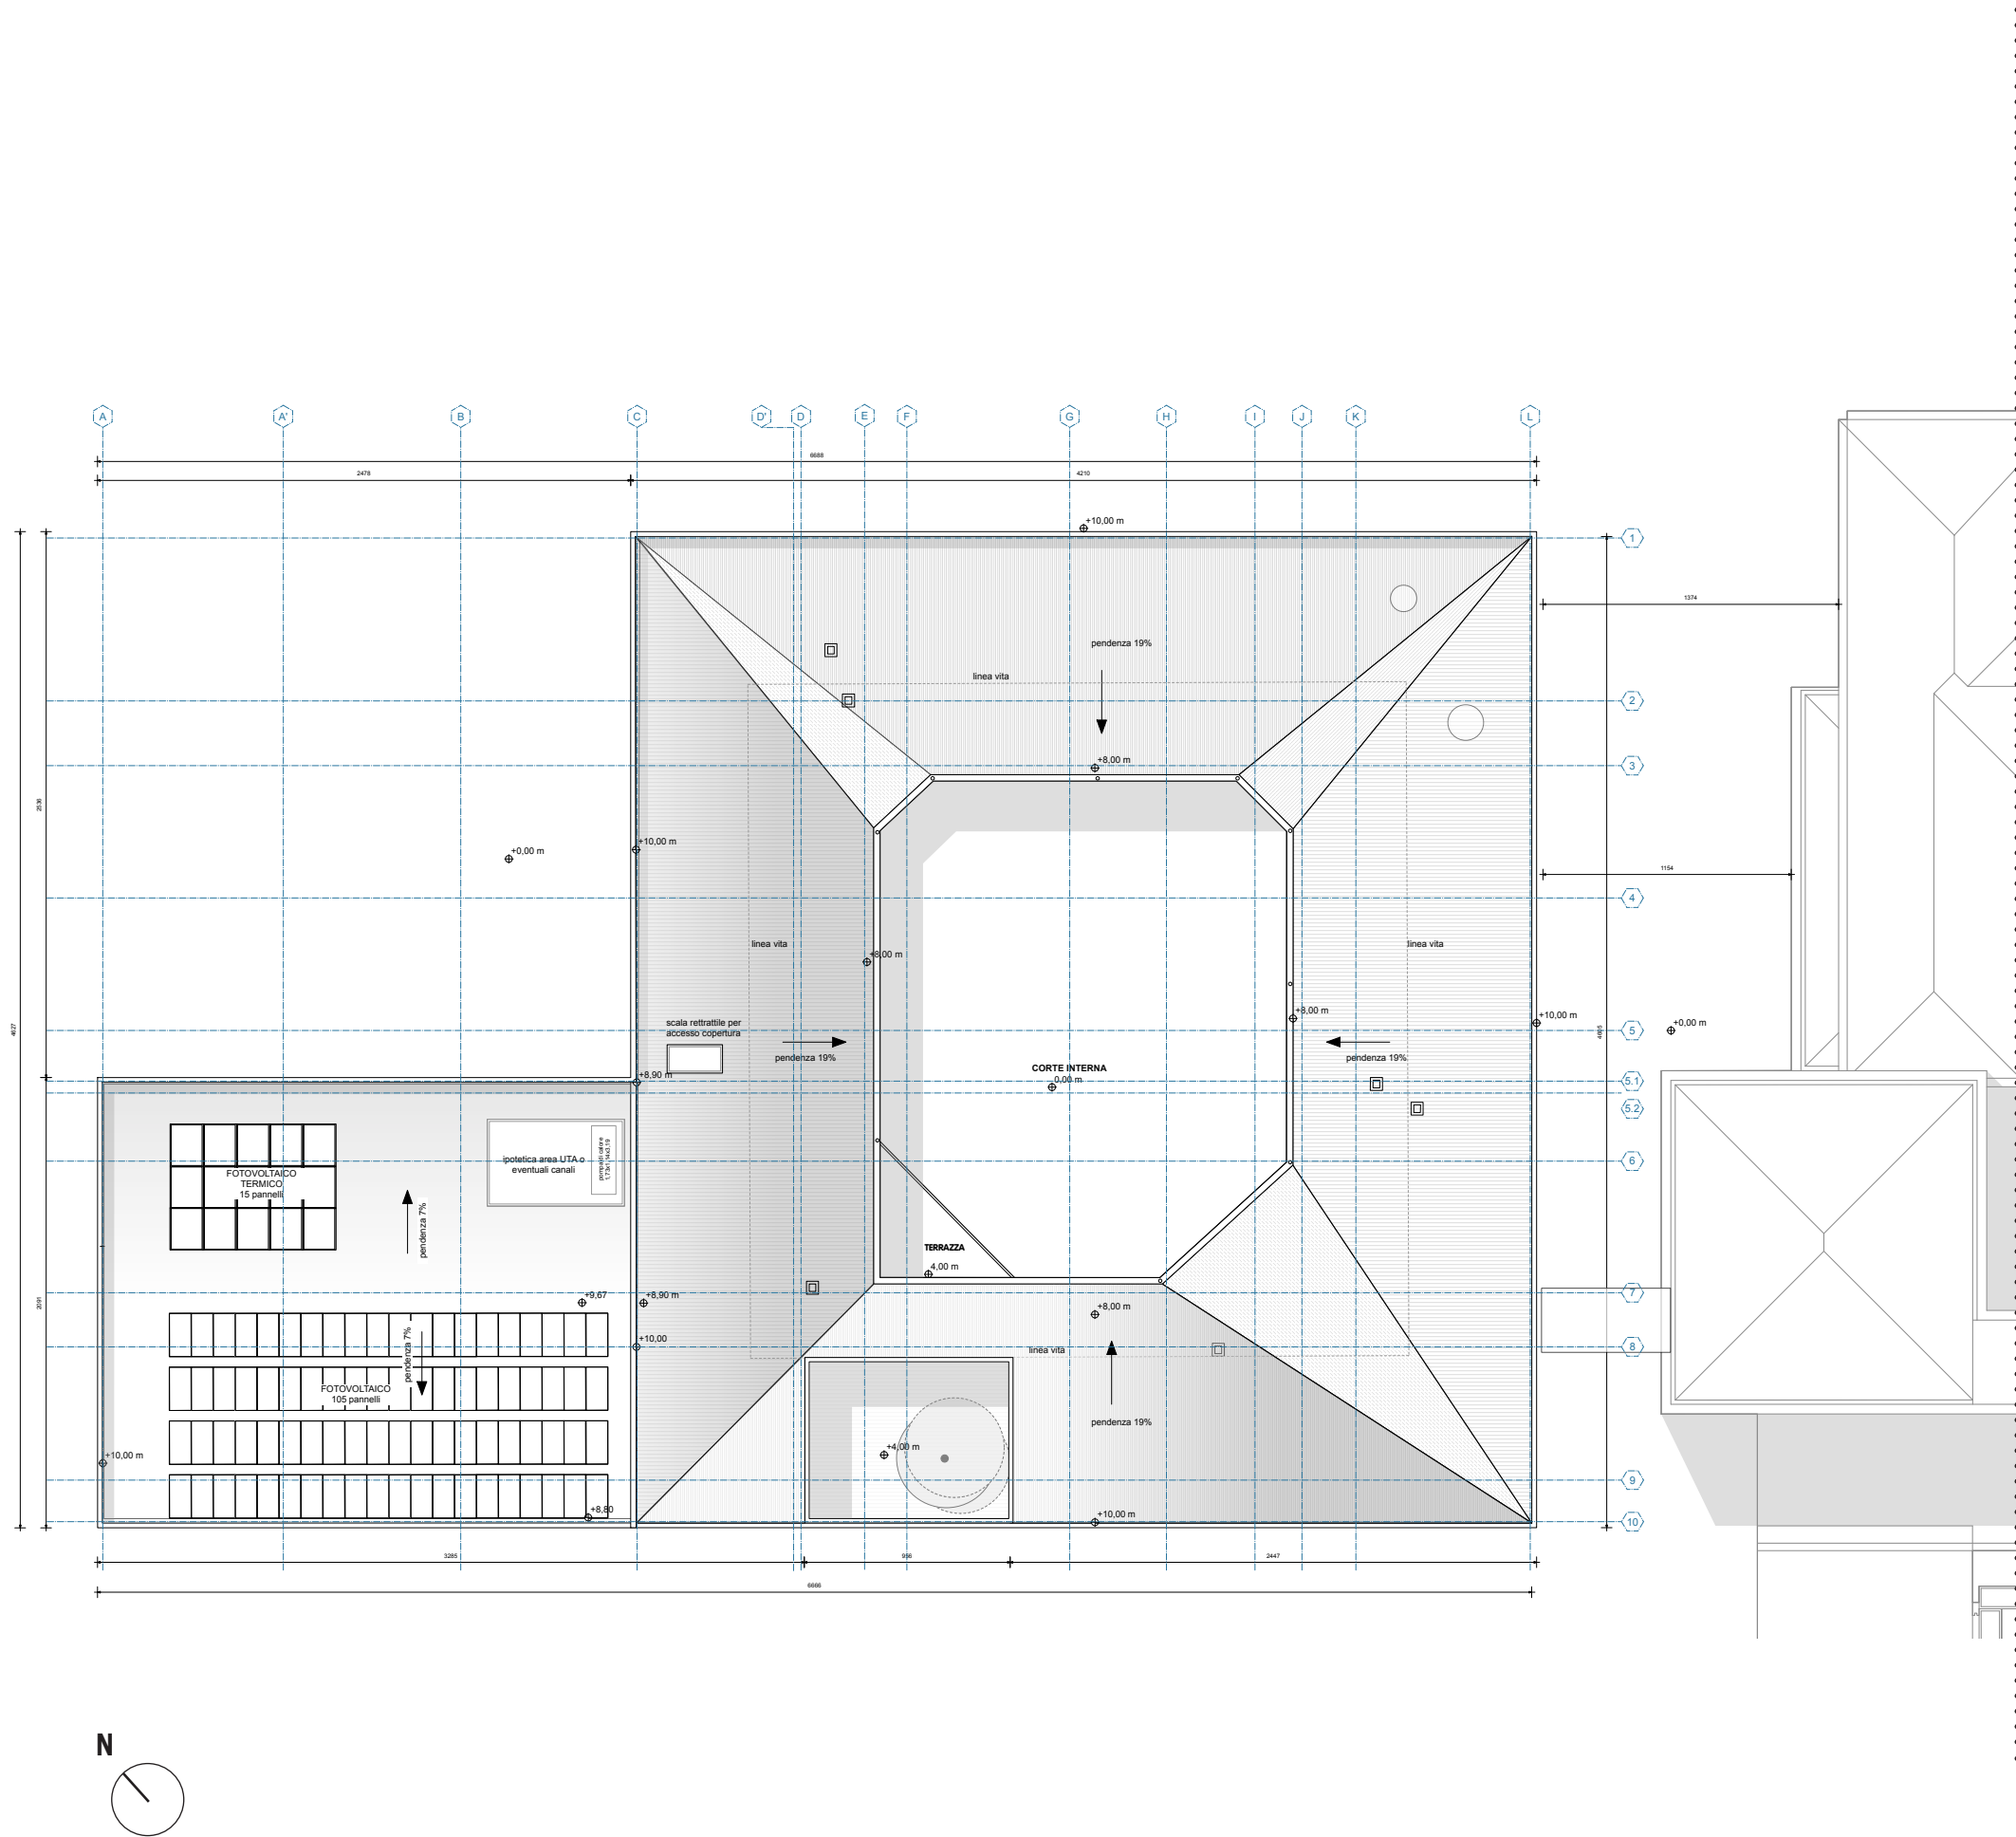 A
A'
B
C
D'
D
E
F
G
H
I
J
K
L
6688
2478
4210
+10,00 m
1
1374
pendenza 19%
linea vita
2
+8,00 m
3
2536
+10,00 m
+0,00 m
1154
4
linea vita
linea vita
+8,00 m
+8,00 m
+10,00 m
+0,00 m
scala rettrattile per
accesso copertura
5
4627
pendenza 19%
pendenza 19%
CORTE INTERNA
0,00 m
+8,90 m
5.1
5.2
FOTOVOLTAICO
TERMICO
15 pannelli
ipotetica area UTA o
eventuali canali
6
pendenza 7%
TERRAZZA
4,00 m
2091
+9,67
+8,90 m
+8,00 m
7
+10,00
linea vita
8
pendenza 7%
FOTOVOLTAICO
105 pannelli
pendenza 19%
+4,00 m
+10,00 m
9
+8,80
+10,00 m
10
3285
956
2447
6666
N